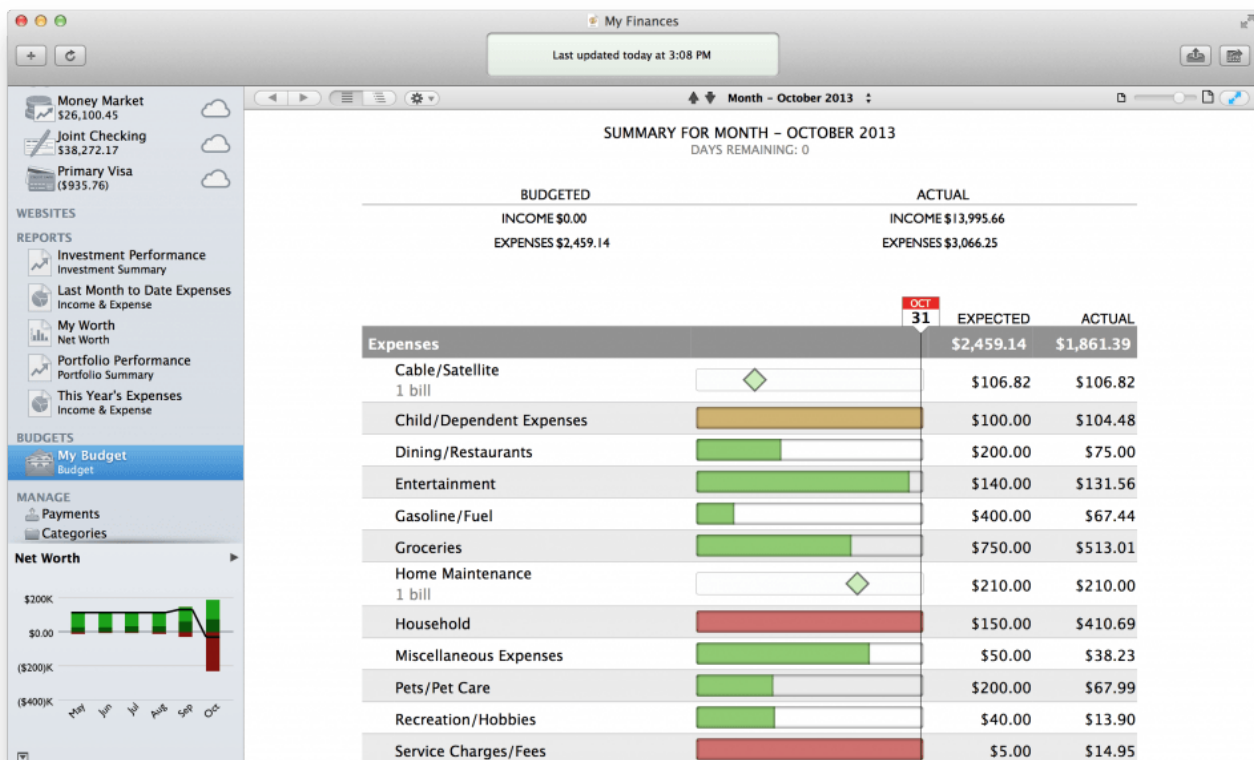 My Finances
Last updated today at 3:08 PM
Money Market
$26,100.45
Joint Checking
$38,272.17
Primary Visa
($935.76)
WEBSITES
REPORTS
Investment Performance
Investment Summary
Last Month to Date Expenses
Income & Expense
My Worth
Net Worth
Portfolio Performance
Portfolio Summary
This Year's Expenses
Income & Expense
BUDGETS
My Budget
Budget
MANAGE
Payments
Categories
Net Worth
$200K
$0.00
($200)K
($400)K
May Jun Jul Aug Sep Oct
Month – October 2013
SUMMARY FOR MONTH – OCTOBER 2013
DAYS REMAINING: 0
BUDGETED ACTUAL
INCOME $0.00 INCOME $13,995.66
EXPENSES $2,459.14 EXPENSES $3,066.25
OCT
31 EXPECTED ACTUAL
Expenses $2,459.14 $1,861.39
Cable/Satellite
1 bill $106.82 $106.82
Child/Dependent Expenses $100.00 $104.48
Dining/Restaurants $200.00 $75.00
Entertainment $140.00 $131.56
Gasoline/Fuel $400.00 $67.44
Groceries $750.00 $513.01
Home Maintenance
1 bill $210.00 $210.00
Household $150.00 $410.69
Miscellaneous Expenses $50.00 $38.23
Pets/Pet Care $200.00 $67.99
Recreation/Hobbies $40.00 $13.90
Service Charges/Fees $5.00 $14.95